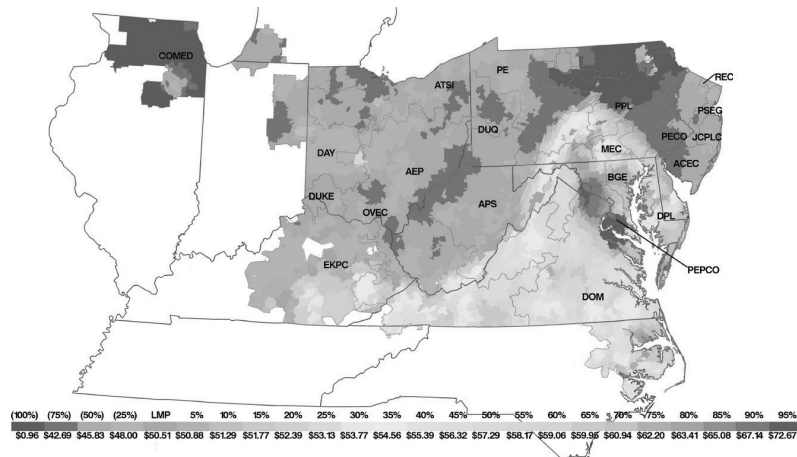 COMED
ATSI
PE
REC
PPL
PSEG
DUQ
PECO
JCPLC
MEC
DAY
AEP
ACEC
BGE
DUKE
OVEC
APS
DPL
EKPC
PEPCO
DOM
(100%) (75%) (50%) (25%) LMP 5% 10% 15% 20% 25% 30% 35% 40% 45% 50% 55% 60% 65% 70% 75% 80% 85% 90% 95%
$0.96 $42.69 $45.83 $48.00 $50.51 $50.88 $51.29 $51.77 $52.39 $53.13 $53.77 $54.56 $55.39 $56.32 $57.29 $58.17 $59.06 $59.95 $60.94 $62.20 $63.41 $65.08 $67.14 $72.67